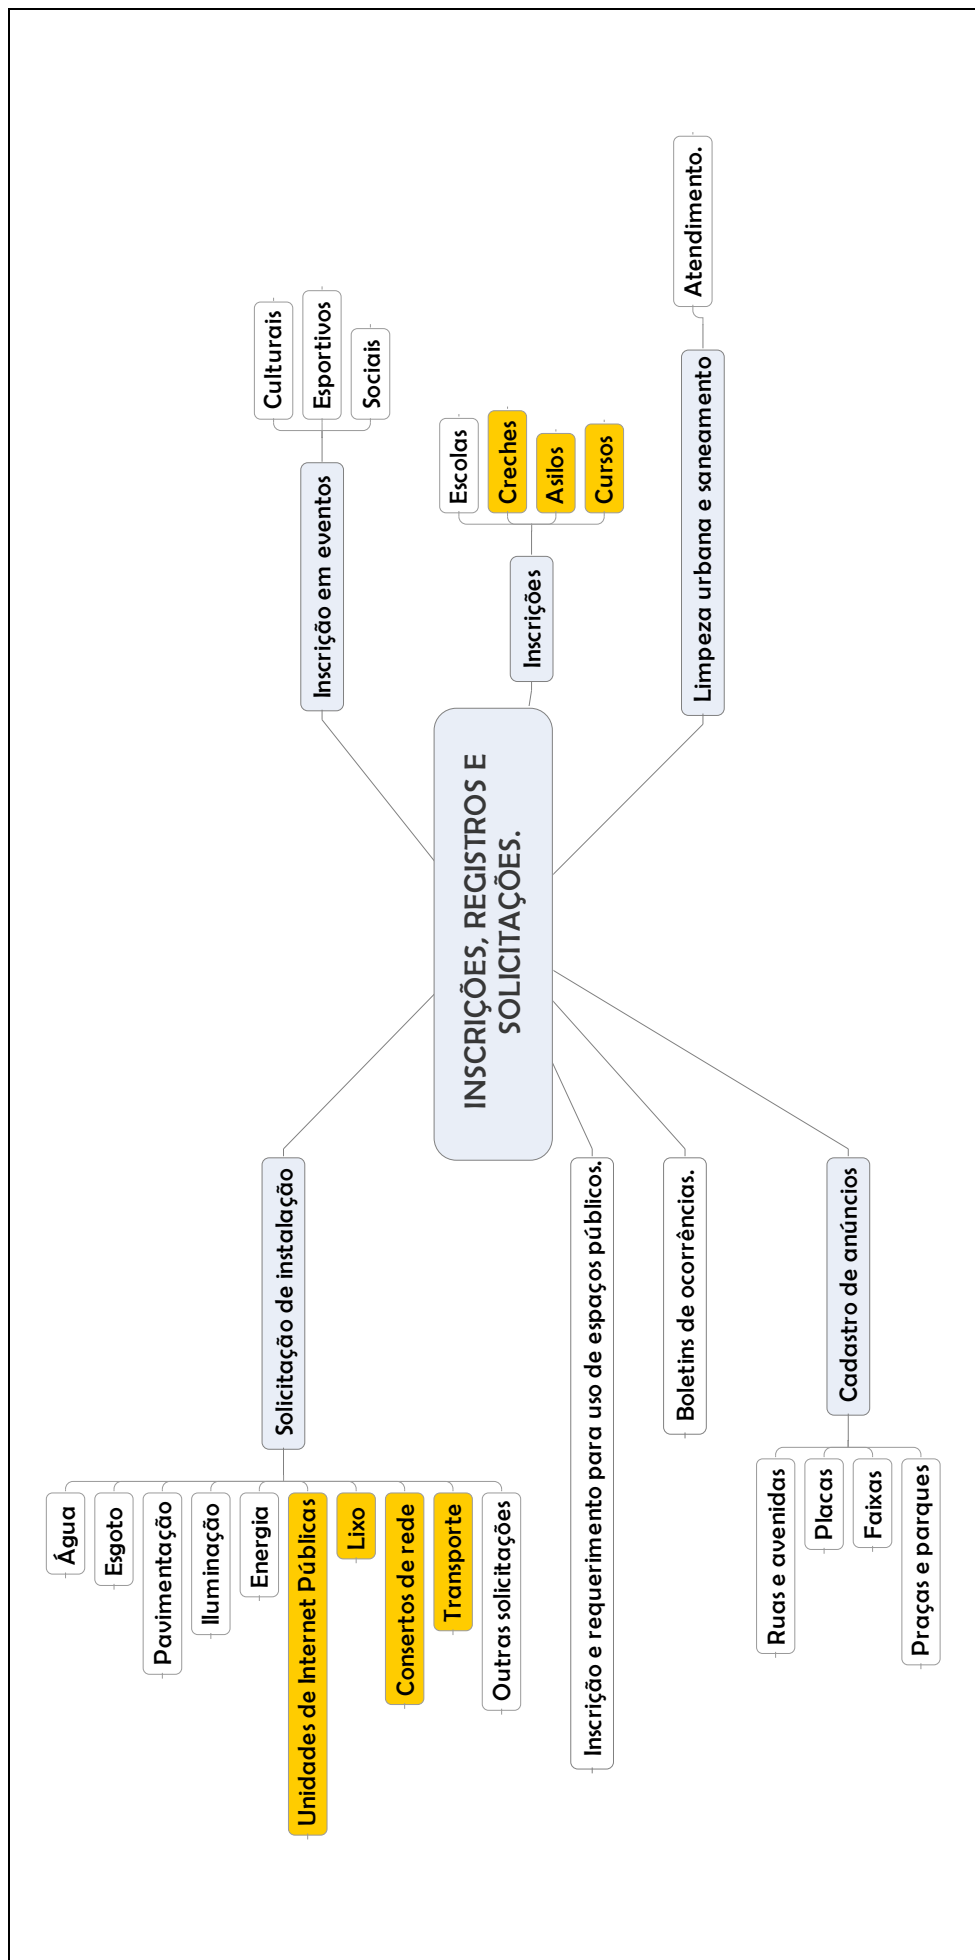 INSCRIÇÕES, REGISTROS E
SOLICITAÇÕES.
Inscrição em eventos
Culturais
Esportivos
Sociais
Inscrições
Escolas
Creches
Asilos
Cursos
Limpeza urbana e saneamento
Atendimento.
Solicitação de instalação
Água
Esgoto
Pavimentação
Iluminação
Energia
Unidades de Internet Públicas
Lixo
Consertos de rede
Transporte
Outras solicitações
Inscrição e requerimento para uso de espaços públicos.
Boletins de ocorrências.
Cadastro de anúncios
Ruas e avenidas
Placas
Faixas
Praças e parques